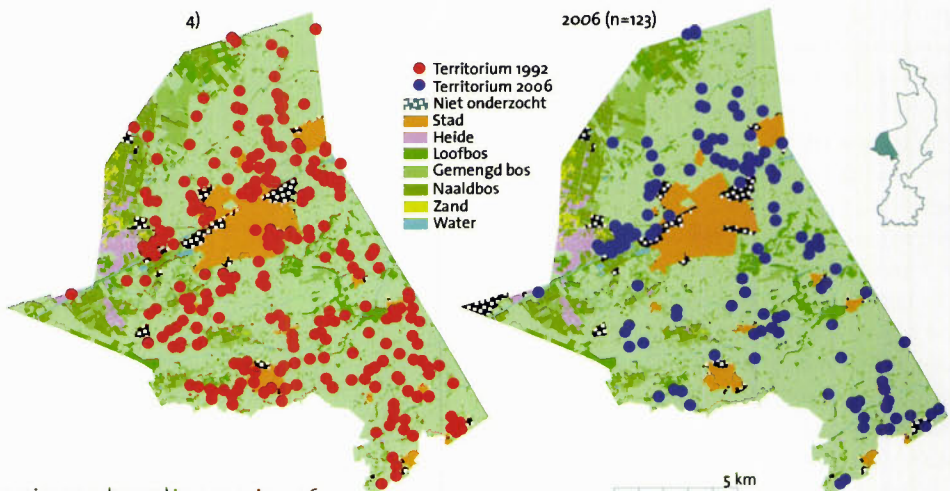 4)
2006 (n=123)
Territorium 1992
Territorium 2006
Niet onderzocht
Stad
Heide
Loofbos
Gemengd bos
Naaldbos
Zand
Water
5 km